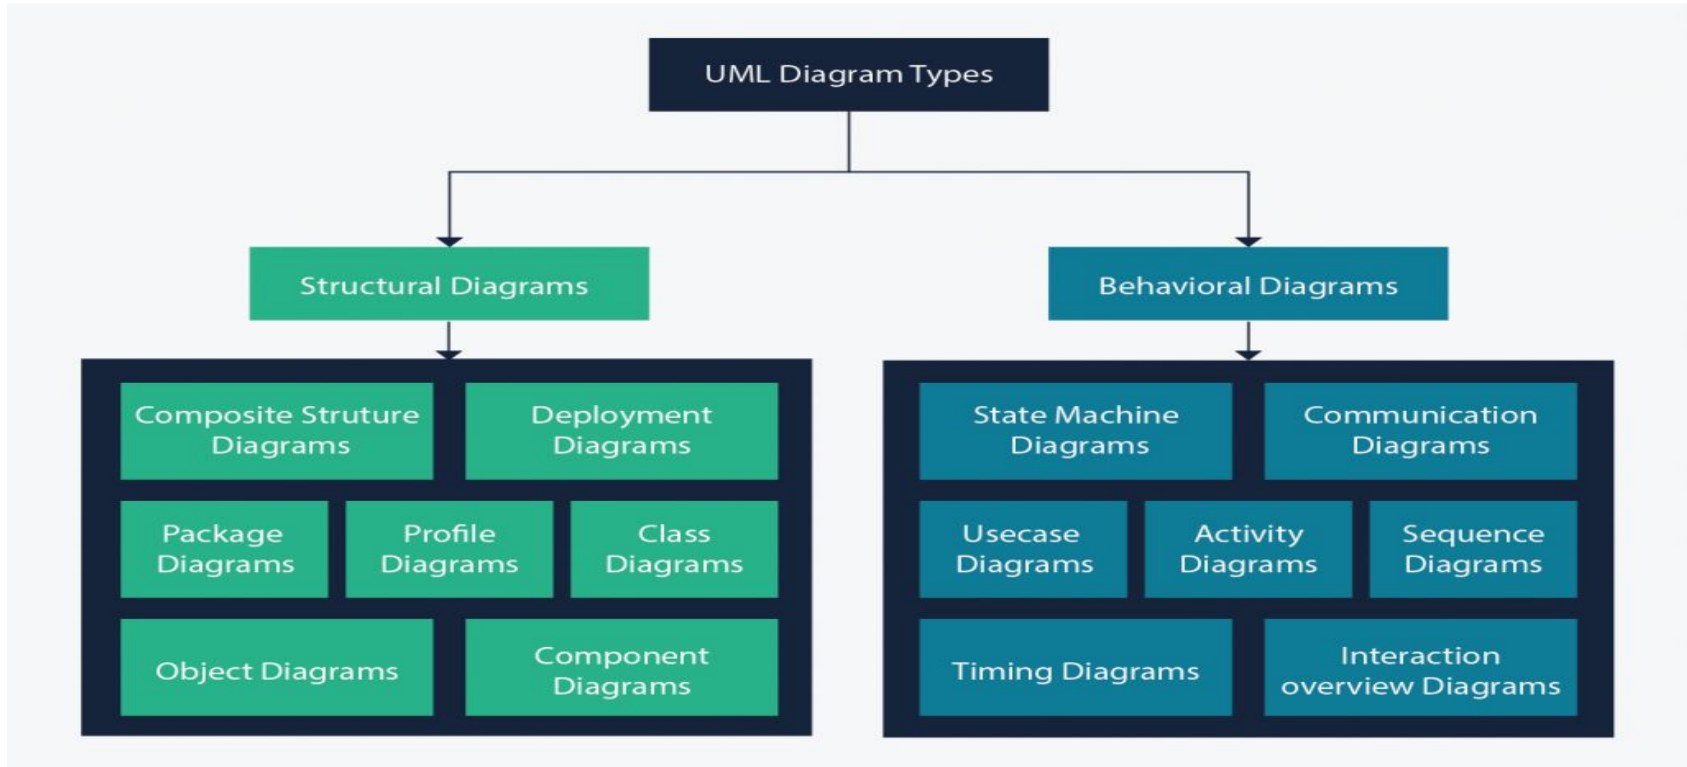 UML Diagram Types
Structural Diagrams
Behavioral Diagrams
Composite Struture
Diagrams
Deployment
Diagrams
Package
Diagrams
Profile
Diagrams
Class
Diagrams
Object Diagrams
Component
Diagrams
State Machine
Diagrams
Communication
Diagrams
Usecase
Diagrams
Activity
Diagrams
Sequence
Diagrams
Timing Diagrams
Interaction
overview Diagrams